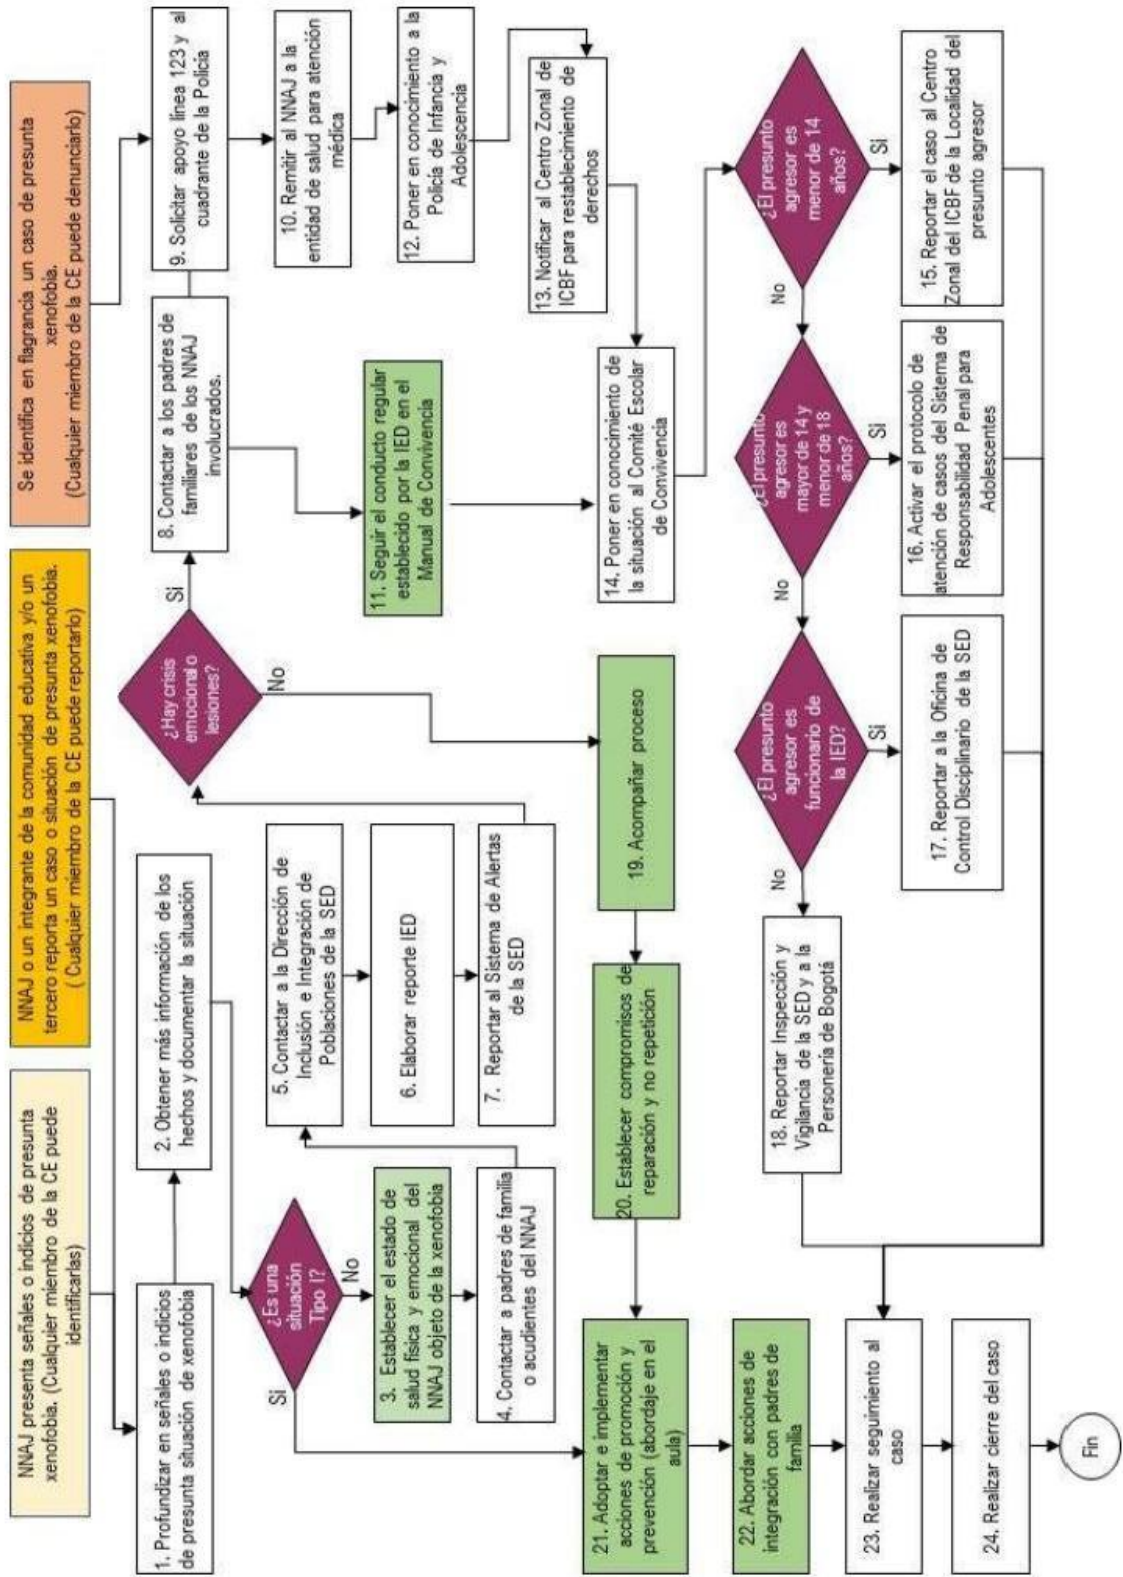 NNAJ presenta señales o indicios de presunta
xenofobia. (Cualquier miembro de la CE puede
identificarlas)
NNAJ o un integrante de la comunidad educativa y/o un
tercero reporta un caso o situación de presunta xenofobia.
( Cualquier miembro de la CE puede reportarlo)
Se identifica en flagrancia un caso de presunta
xenofobia.
(Cualquier miembro de la CE puede denunciarlo)
1. Profundizar en señales o indicios
de presunta situación de xenofobia
2. Obtener más información de los
hechos y documentar la situación
¿Es una
situación
Tipo I?
Si
No
3. Establecer el estado de
salud física y emocional del
NNAJ objeto de la xenofobia
4. Contactar a padres de familia
o acudientes del NNAJ
5. Contactar a la Dirección de
Inclusión e Integración de
Poblaciones de la SED
6. Elaborar reporte IED
7. Reportar al Sistema de Alertas
de la SED
¿Hay crisis
emocional o
lesiones?
Si
No
8. Contactar a los padres de
familiares de los NNAJ
involucrados.
9. Solicitar apoyo línea 123 y al
cuadrante de la Policía
10. Remitir al NNAJ a la
entidad de salud para atención
médica
11. Seguir el conducto regular
establecido por la IED en el
Manual de Convivencia
12. Poner en conocimiento a la
Policía de Infancia y
Adolescencia
13. Notificar al Centro Zonal de
ICBF para restablecimiento de
derechos
14. Poner en conocimiento de
la situación al Comité Escolar
de Convivencia
¿El presunto
agresor es
menor de 14
años?
Si
No
15. Reportar el caso al Centro
Zonal del ICBF de la Localidad del
presunto agresor
¿El presunto
agresor es
mayor de 14 y
menor de 18
años?
Si
No
16. Activar el protocolo de
atención de casos del Sistema de
Responsabilidad Penal para
Adolescentes
¿El presunto
agresor es
funcionario de
la IED?
Si
No
17. Reportar a la Oficina de
Control Disciplinario de la SED
18. Reportar Inspección y
Vigilancia de la SED y a la
Personería de Bogotá
19. Acompañar proceso
20. Establecer compromisos de
reparación y no repetición
21. Adoptar e implementar
acciones de promoción y
prevención (abordaje en el
aula)
22. Abordar acciones de
integración con padres de
familia
23. Realizar seguimiento al
caso
24. Realizar cierre del caso
Fin